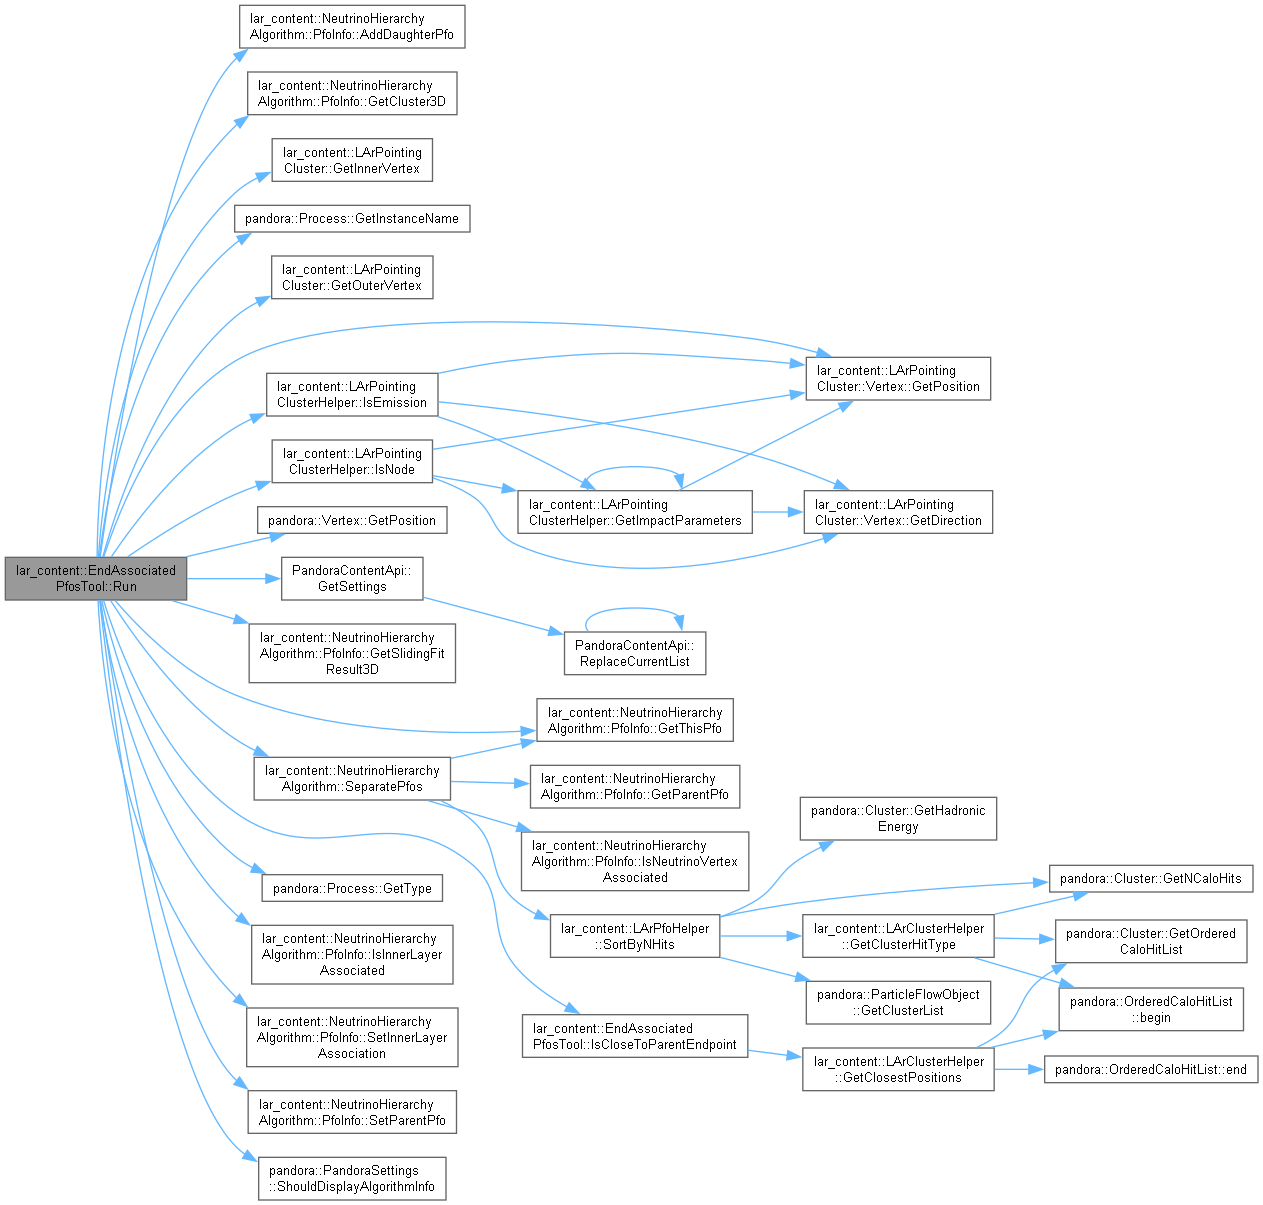 lar_content::NeutrinoHierarchy
Algorithm::PfoInfo::AddDaughterPfo
lar_content::NeutrinoHierarchy
Algorithm::PfoInfo::GetCluster3D
lar_content::LArPointing
Cluster::GetInnerVertex
pandora::Process::GetInstanceName
lar_content::LArPointing
Cluster::GetOuterVertex
lar_content::LArPointing
Cluster::Vertex::GetPosition
lar_content::LArPointing
ClusterHelper::IsEmission
lar_content::LArPointing
ClusterHelper::IsNode
lar_content::LArPointing
ClusterHelper::GetImpactParameters
lar_content::LArPointing
Cluster::Vertex::GetDirection
pandora::Vertex::GetPosition
lar_content::EndAssociated
PfosTool::Run
PandoraContentApi::
GetSettings
lar_content::NeutrinoHierarchy
Algorithm::PfoInfo::GetSlidingFit
Result3D
PandoraContentApi::
ReplaceCurrentList
lar_content::NeutrinoHierarchy
Algorithm::PfoInfo::GetThisPfo
lar_content::NeutrinoHierarchy
Algorithm::SeparatePfos
lar_content::NeutrinoHierarchy
Algorithm::PfoInfo::GetParentPfo
pandora::Cluster::GetHadronic
Energy
lar_content::NeutrinoHierarchy
Algorithm::PfoInfo::IsNeutrinoVertex
Associated
pandora::Process::GetType
pandora::Cluster::GetNCaloHits
lar_content::LArPfoHelper
::SortByNHits
lar_content::LArClusterHelper
::GetClusterHitType
pandora::Cluster::GetOrdered
CaloHitList
lar_content::NeutrinoHierarchy
Algorithm::PfoInfo::IsInnerLayer
Associated
pandora::ParticleFlowObject
::GetClusterList
pandora::OrderedCaloHitList
::begin
lar_content::NeutrinoHierarchy
Algorithm::PfoInfo::SetInnerLayer
Association
lar_content::EndAssociated
PfosTool::IsCloseToParentEndpoint
lar_content::LArClusterHelper
::GetClosestPositions
pandora::OrderedCaloHitList::end
lar_content::NeutrinoHierarchy
Algorithm::PfoInfo::SetParentPfo
pandora::PandoraSettings
::ShouldDisplayAlgorithmInfo